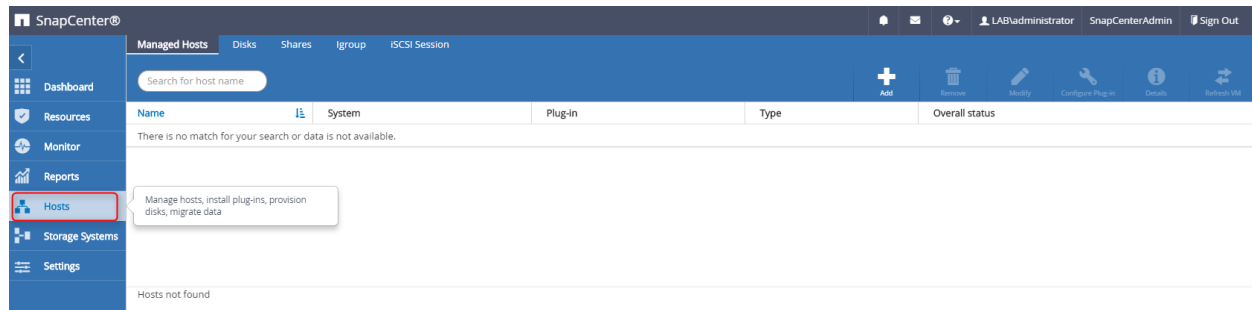 SnapCenter®
LAB\administrator SnapCenterAdmin Sign Out
Managed Hosts Disks Shares Igroup iSCSI Session
Search for host name
Add Remove Modify Configure Plug-in Details Refresh VM
Dashboard
Resources
Monitor
Reports
Hosts
Storage Systems
Settings
Name System Plug-in Type Overall status
There is no match for your search or data is not available.
Manage hosts, install plug-ins, provision
disks, migrate data
Hosts not found